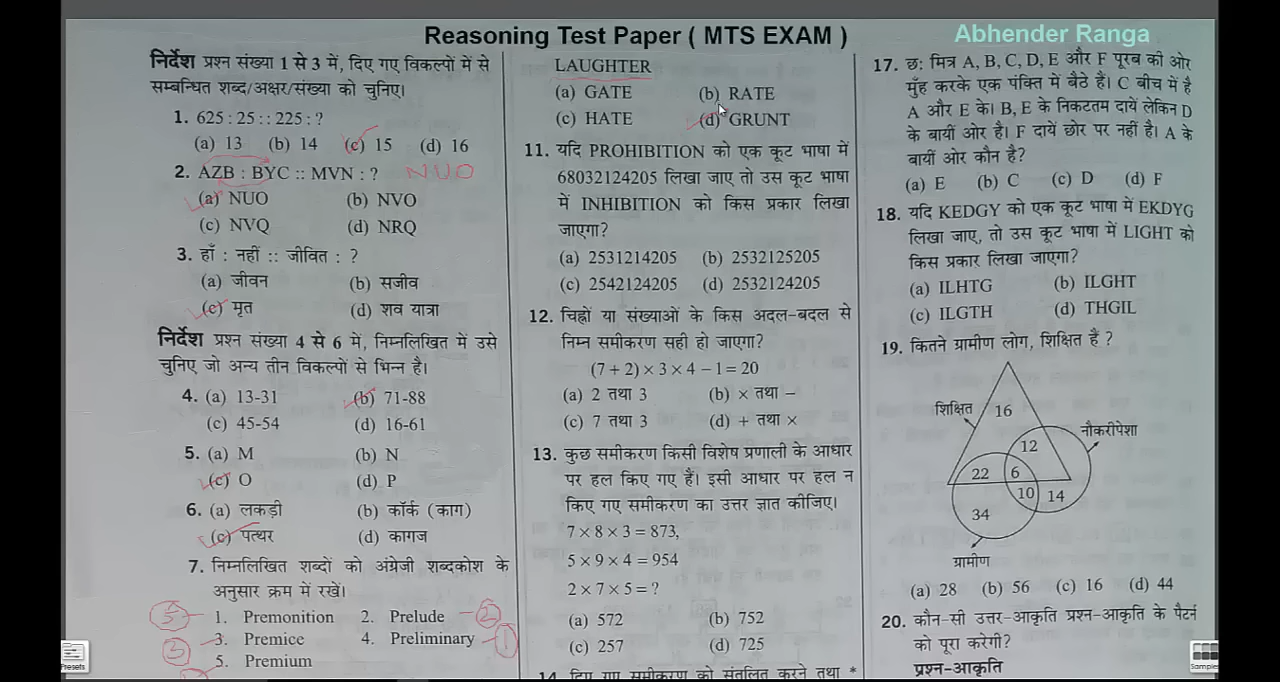 Reasoning Test Paper ( MTS EXAM )
Abhender Ranga
निर्देश प्रश्न संख्या 1 से 3 में, दिए गए विकल्पों में से
सम्बन्धित शब्द/अक्षर/संख्या को चुनिए।
1. 625 : 25 : : 225 : ?
(a) 13 (b) 14 (c) 15 (d) 16
2. AZB : BYC :: MVN : ? NUO
(a) NUO (b) NVO
(c) NVQ (d) NRQ
3. हाँ : नहीं :: जीवित : ?
(a) जीवन (b) सजीव
(c) मृत (d) शव यात्रा
निर्देश प्रश्न संख्या 4 से 6 में, निम्नलिखित में उसे
चुनिए जो अन्य तीन विकल्पों से भिन्न है।
4. (a) 13-31 (b) 71-88
(c) 45-54 (d) 16-61
5. (a) M (b) N
(c) O (d) P
6. (a) लकड़ी (b) कॉर्क (काग)
(c) पत्थर (d) कागज
7. निम्नलिखित शब्दों को अंग्रेजी शब्दकोश के
अनुसार क्रम में रखें।
1. Premonition 2. Prelude 2
3. Premice 4. Preliminary 1
5. Premium
LAUGHTER
(a) GATE (b) RATE
(c) HATE (d) GRUNT
11. यदि PROHIBITION को एक कूट भाषा में
68032124205 लिखा जाए तो उस कूट भाषा
में INHIBITION को किस प्रकार लिखा
जाएगा?
(a) 2531214205 (b) 2532125205
(c) 2542124205 (d) 2532124205
12. चिह्नों या संख्याओं के किस अदल-बदल से
निम्न समीकरण सही हो जाएगा?
(7 + 2) × 3 × 4 − 1 = 20
(a) 2 तथा 3 (b) × तथा −
(c) 7 तथा 3 (d) + तथा ×
13. कुछ समीकरण किसी विशेष प्रणाली के आधार
पर हल किए गए हैं। इसी आधार पर हल न
किए गए समीकरण का उत्तर ज्ञात कीजिए।
7 × 8 × 3 = 873,
5 × 9 × 4 = 954
2 × 7 × 5 = ?
(a) 572 (b) 752
(c) 257 (d) 725
14. दिए गए समीकरण को संतुलित करने तथा *
17. छ: मित्र A, B, C, D, E और F पूरब की ओर
मुँह करके एक पंक्ति में बैठे हैं। C बीच में है
A और E के। B, E के निकटतम दायें लेकिन D
के बायीं ओर है। F दायें छोर पर नहीं है। A के
बायीं ओर कौन है?
(a) E (b) C (c) D (d) F
18. यदि KEDGY को एक कूट भाषा में EKDYG
लिखा जाए, तो उस कूट भाषा में LIGHT को
किस प्रकार लिखा जाएगा?
(a) ILHTG (b) ILGHT
(c) ILGTH (d) THGIL
19. कितने ग्रामीण लोग, शिक्षित हैं ?
शिक्षित 16
नौकरीपेशा
12
22 6
10 14
34
ग्रामीण
(a) 28 (b) 56 (c) 16 (d) 44
20. कौन-सी उत्तर-आकृति प्रश्न-आकृति के पैटर्न
को पूरा करेगी?
प्रश्न-आकृति
Presets
Samples